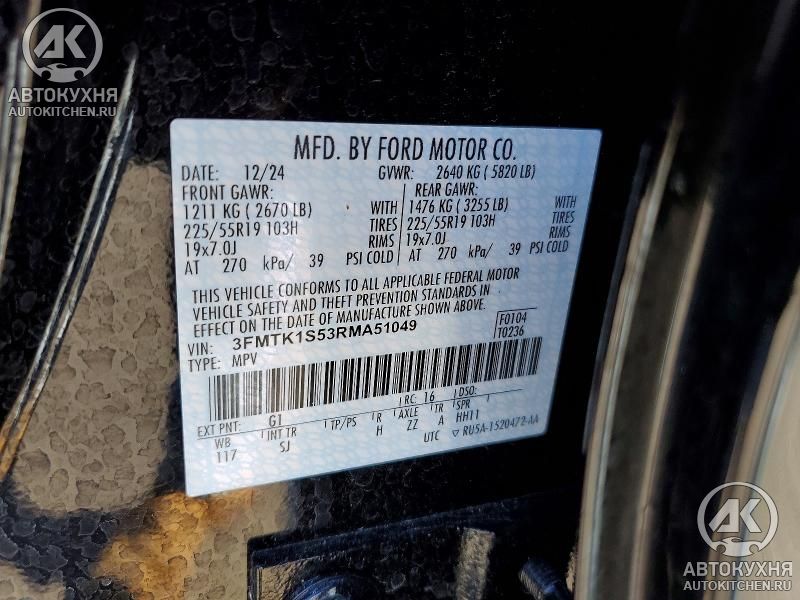 АК
АВТОКУХНЯ
AUTOKITCHEN.RU
MFD. BY FORD MOTOR CO.
DATE: 12/24 GVWR: 2640 KG ( 5820 LB)
FRONT GAWR: REAR GAWR:
1211 KG ( 2670 LB) WITH 1476 KG ( 3255 LB) WITH
225/55R19 103H TIRES 225/55R19 103H TIRES
19x7.0J RIMS 19x7.0J RIMS
AT 270 kPa/ 39 PSI COLD AT 270 kPa/ 39 PSI COLD
THIS VEHICLE CONFORMS TO ALL APPLICABLE FEDERAL MOTOR
VEHICLE SAFETY AND THEFT PREVENTION STANDARDS IN
EFFECT ON THE DATE OF MANUFACTURE SHOWN ABOVE.
VIN: 3FMTK1S53RMA51049 F0104
TYPE: MPV T0236
EXT PNT: G1 RC: 16 DSO:
WB INT TR TP/PS R AXLE TR SPR
117 SJ H ZZ A HH11
UTC ▽ RU5A-1520472-AA
АК
АВТОКУХНЯ
AUTOKITCHEN.RU